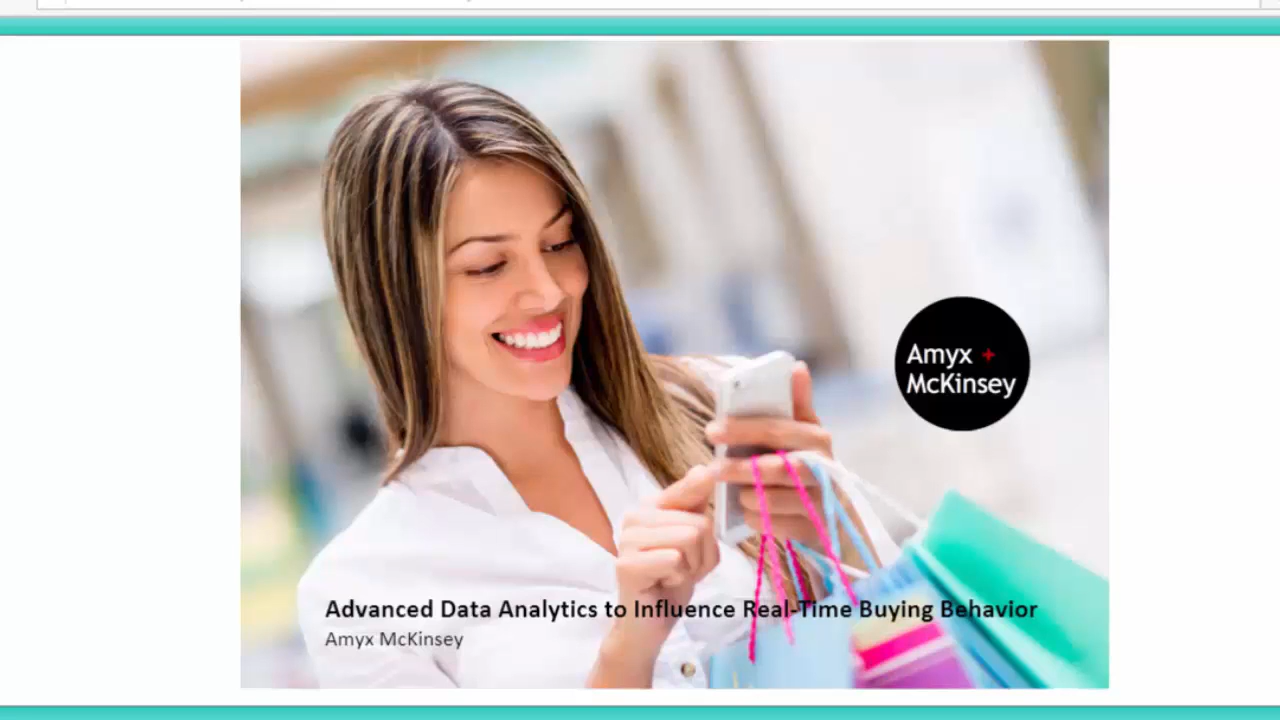 Amyx +
McKinsey
Advanced Data Analytics to Influence Real-Time Buying Behavior
Amyx McKinsey